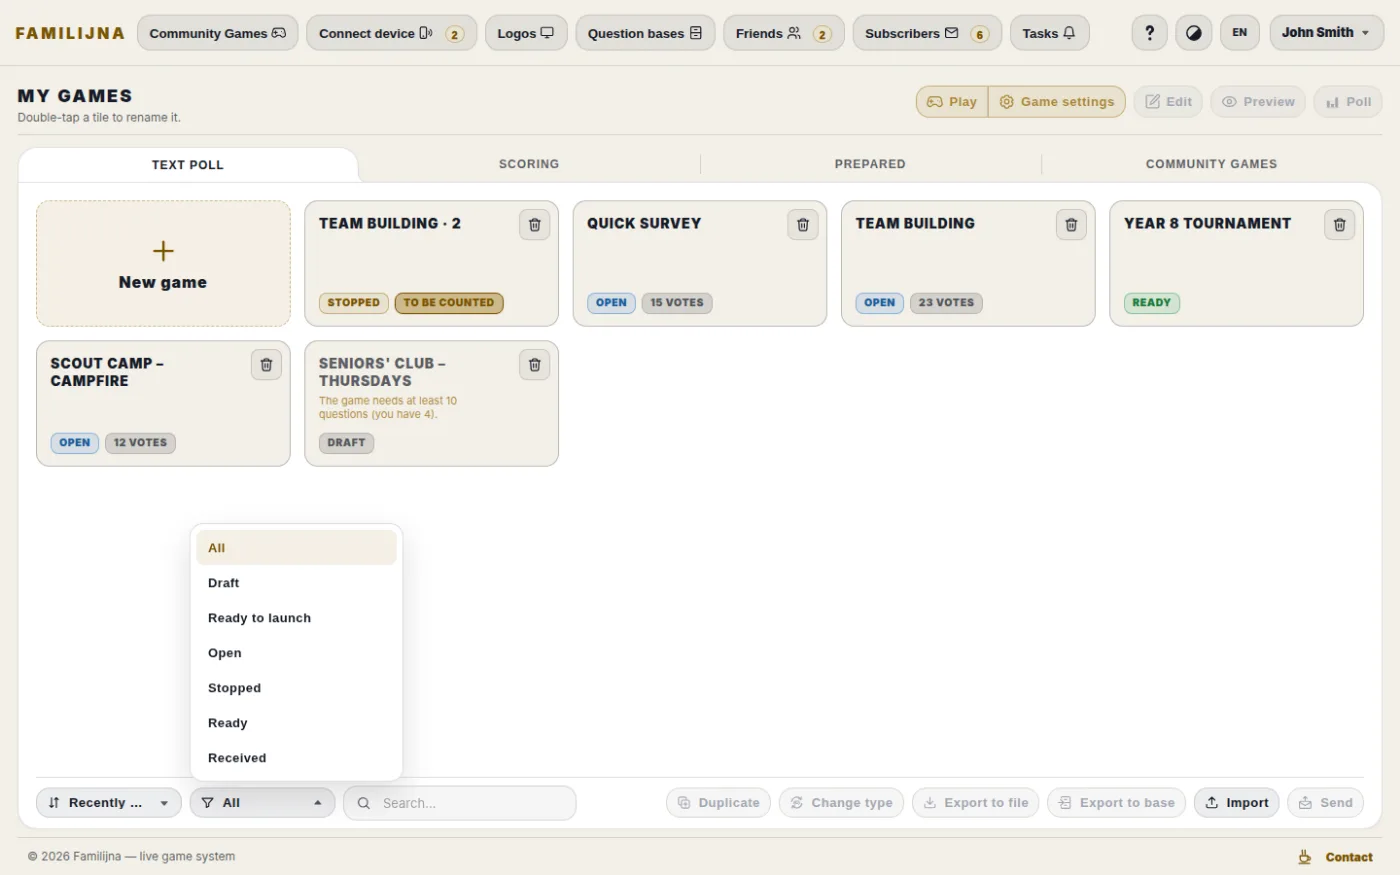 FAMILIJNA
Community Games
Connect device 2
Logos
Question bases
Friends 2
Subscribers 6
Tasks
?
EN
John Smith
MY GAMES
Double-tap a tile to rename it.
Play
Game settings
Edit
Preview
Poll
TEXT POLL
SCORING
PREPARED
COMMUNITY GAMES
New game
TEAM BUILDING · 2
STOPPED
TO BE COUNTED
QUICK SURVEY
OPEN
15 VOTES
TEAM BUILDING
OPEN
23 VOTES
YEAR 8 TOURNAMENT
READY
SCOUT CAMP –
CAMPFIRE
OPEN
12 VOTES
SENIORS' CLUB –
THURSDAYS
The game needs at least 10
questions (you have 4).
DRAFT
All
Draft
Ready to launch
Open
Stopped
Ready
Received
Recently ...
All
Search...
Duplicate
Change type
Export to file
Export to base
Import
Send
© 2026 Familijna — live game system
Contact